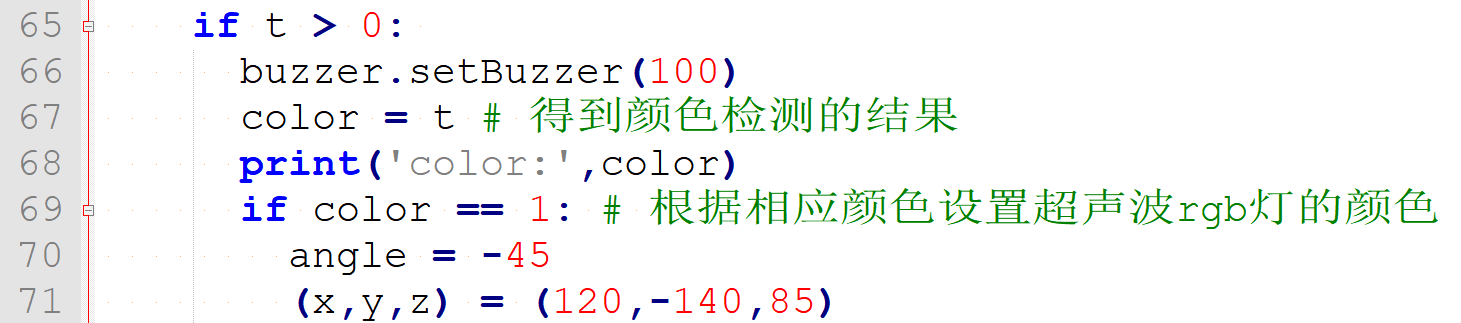 65 if t > 0:
66 buzzer.setBuzzer(100)
67 color = t # 得到颜色检测的结果
68 print('color:',color)
69 if color == 1: # 根据相应颜色设置超声波rgb灯的颜色
70 angle = -45
71 (x,y,z) = (120,-140,85)